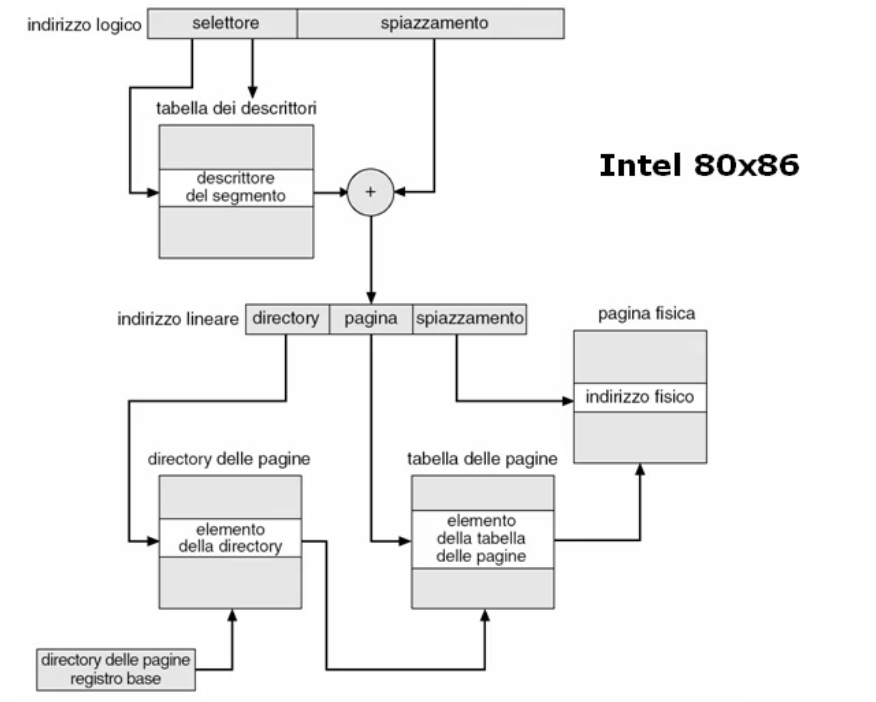 indirizzo logico
selettore
spiazzamento
tabella dei descrittori
Intel 80x86
descrittore
del segmento
+
indirizzo lineare
directory
pagina
spiazzamento
pagina fisica
indirizzo fisico
directory delle pagine
tabella delle pagine
elemento
della directory
elemento
della tabella
delle pagine
directory delle pagine
registro base